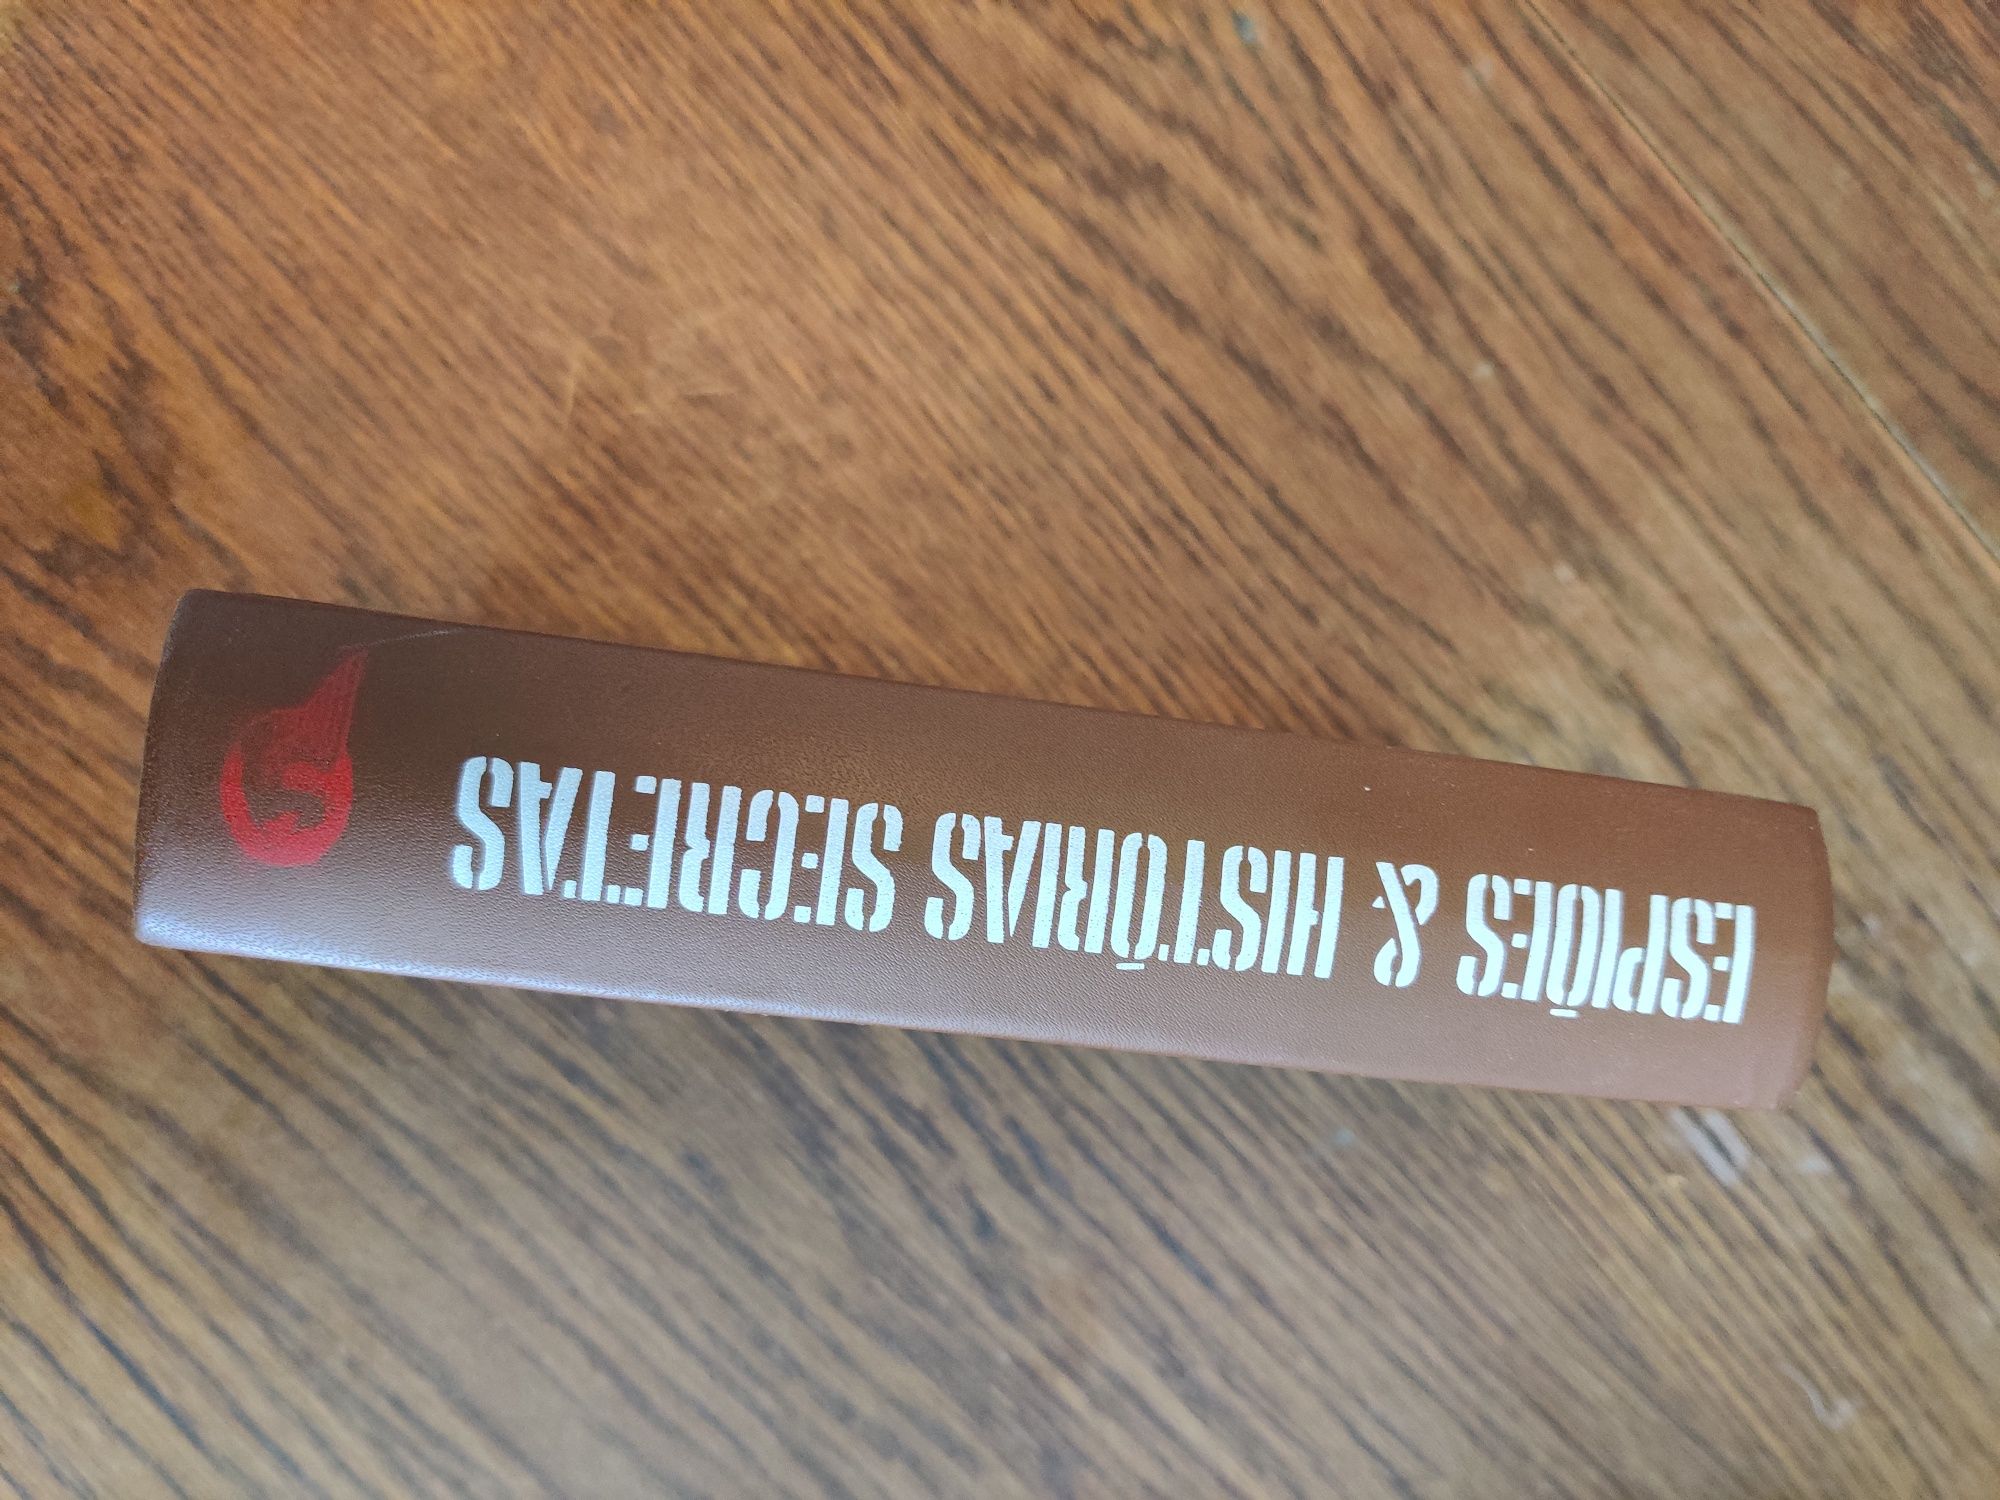 ESPIÕES & HISTÓRIAS SECRETAS